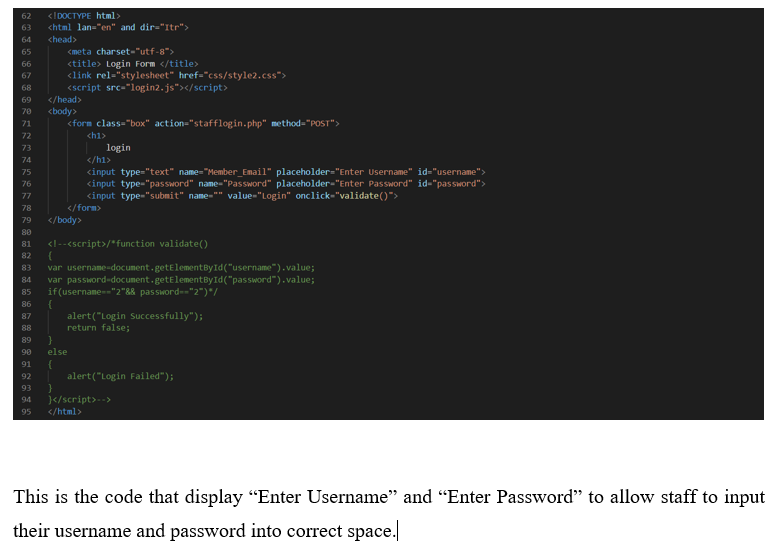 62 <!DOCTYPE html>
63 <html lan="en" and dir="Itr">
64 <head>
65 <meta charset="utf-8">
66 <title> Login Form </title>
67 <link rel="stylesheet" href="css/style2.css">
68 <script src="login2.js"></script>
69 </head>
70 <body>
71 <form class="box" action="stafflogin.php" method="POST">
72 <h1>
73 login
74 </h1>
75 <input type="text" name="Member_Email" placeholder="Enter Username" id="username">
76 <input type="password" name="Password" placeholder="Enter Password" id="password">
77 <input type="submit" name="" value="Login" onclick="validate()">
78 </form>
79 </body>
80
81 <!--<script>/*function validate()
82 {
83 var username=document.getElementById("username").value;
84 var password=document.getElementById("password").value;
85 if(username=="2"&& password=="2")*/
86 {
87 alert("Login Successfully");
88 return false;
89 }
90 else
91 {
92 alert("Login Failed");
93 }
94 }</script>-->
95 </html>
This is the code that display “Enter Username” and “Enter Password” to allow staff to input
their username and password into correct space.